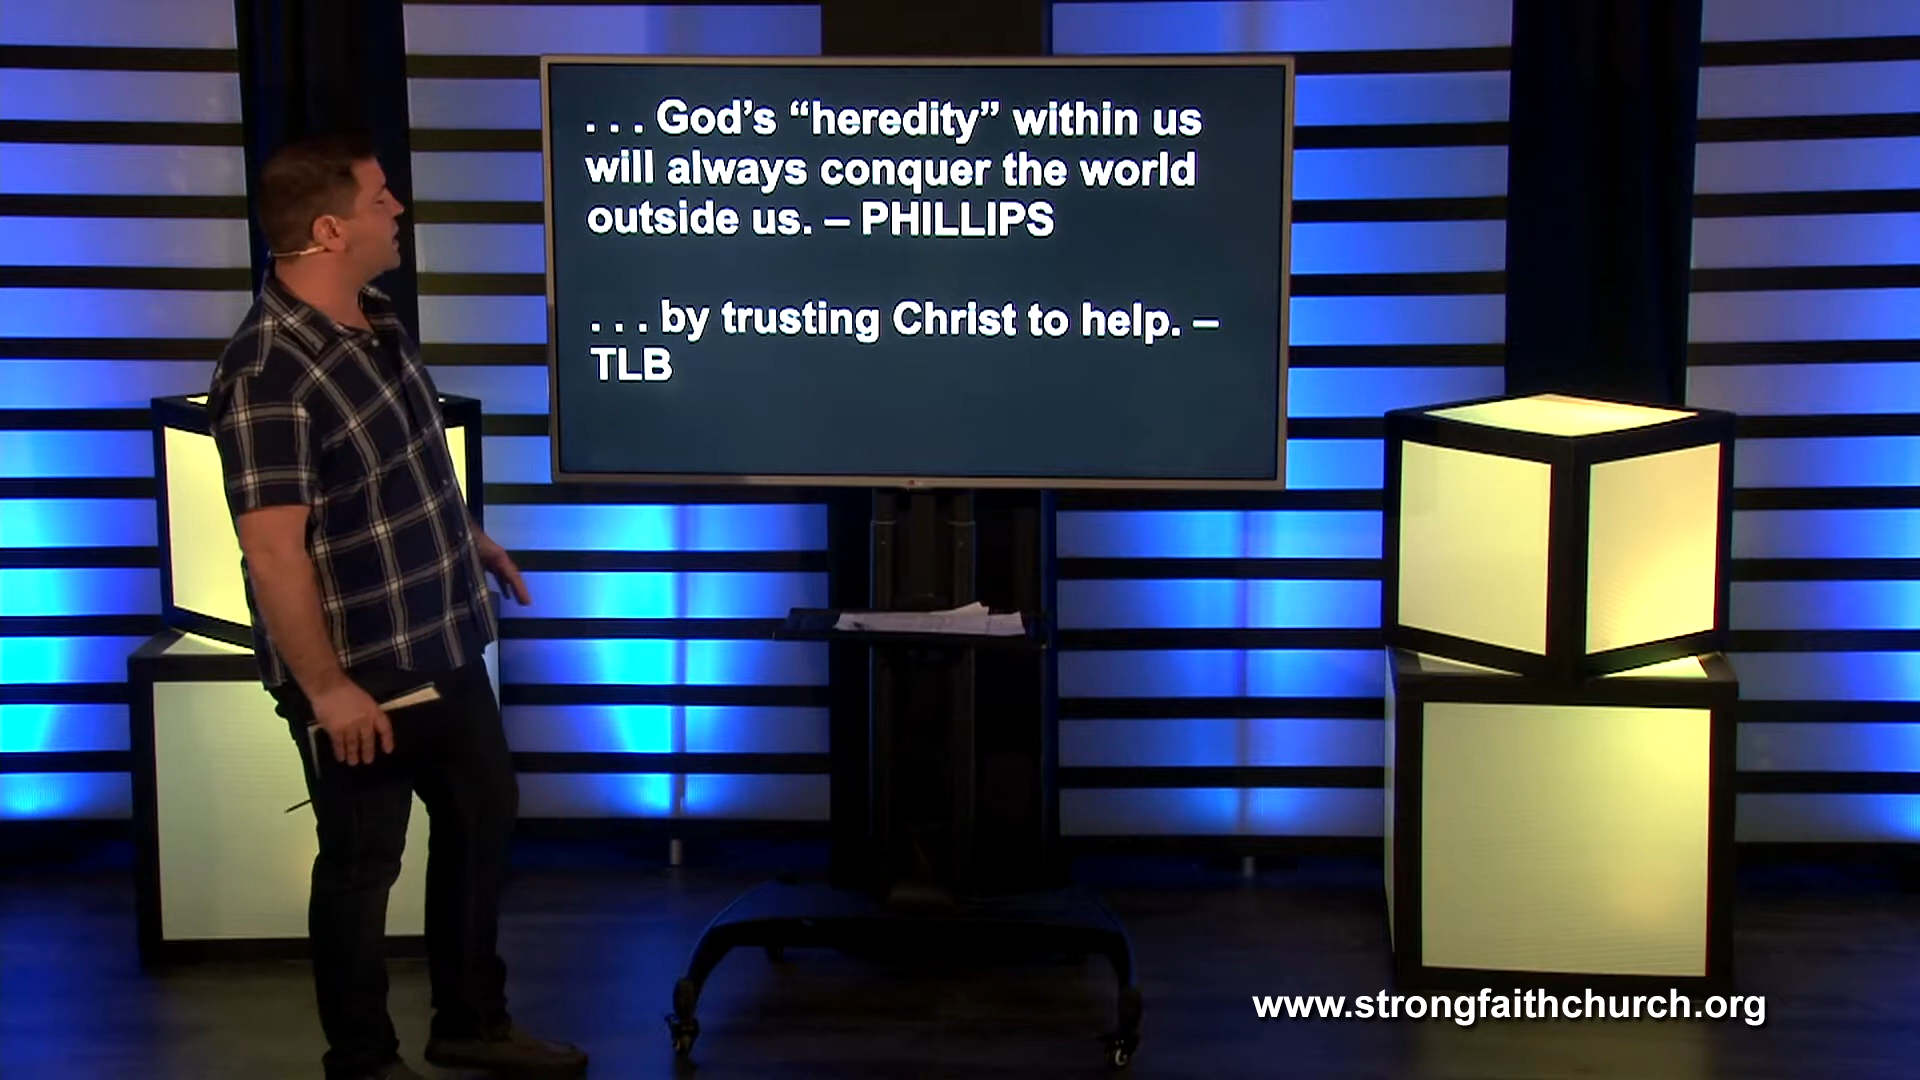 . . . God’s “heredity” within us
will always conquer the world
outside us. – PHILLIPS
. . . by trusting Christ to help. –
TLB
www.strongfaithchurch.org